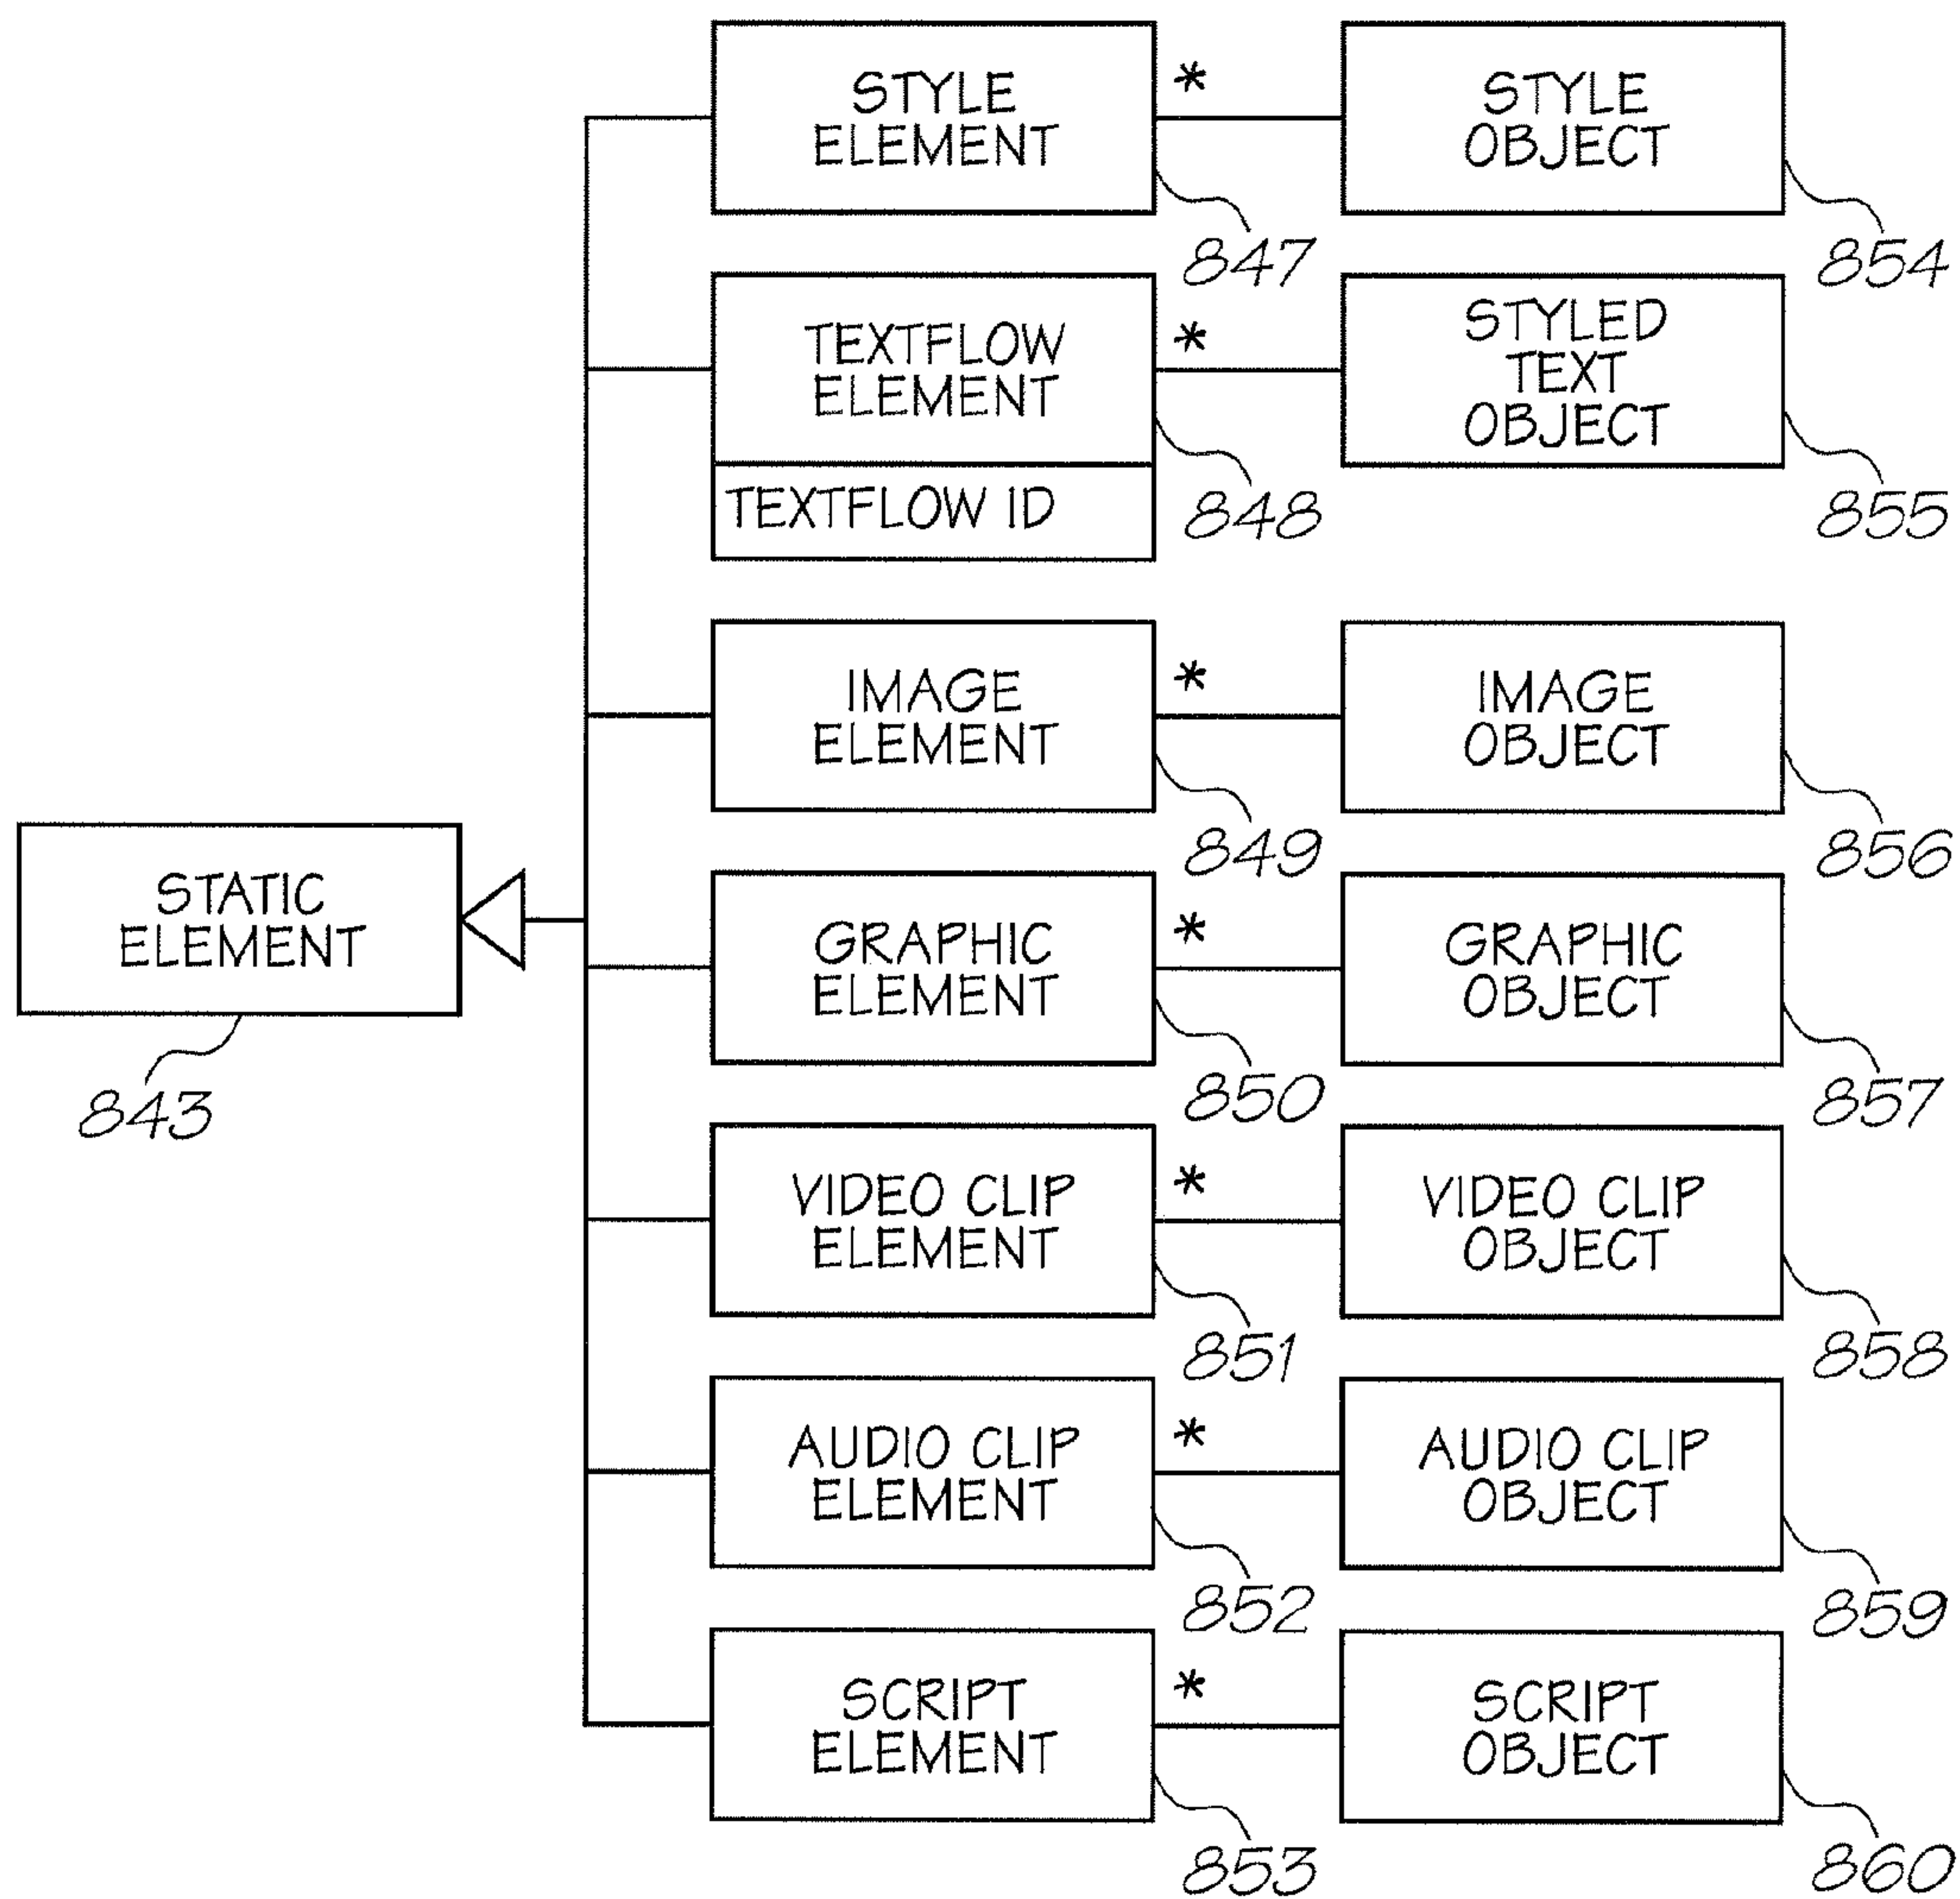 STYLE
ELEMENT
*
STYLE
OBJECT
847
854
TEXTFLOW
ELEMENT
*
STYLED
TEXT
OBJECT
TEXTFLOW ID
848
855
IMAGE
ELEMENT
*
IMAGE
OBJECT
849
856
STATIC
ELEMENT
843
GRAPHIC
ELEMENT
*
GRAPHIC
OBJECT
850
857
VIDEO CLIP
ELEMENT
*
VIDEO CLIP
OBJECT
851
858
AUDIO CLIP
ELEMENT
*
AUDIO CLIP
OBJECT
852
859
SCRIPT
ELEMENT
*
SCRIPT
OBJECT
853
860